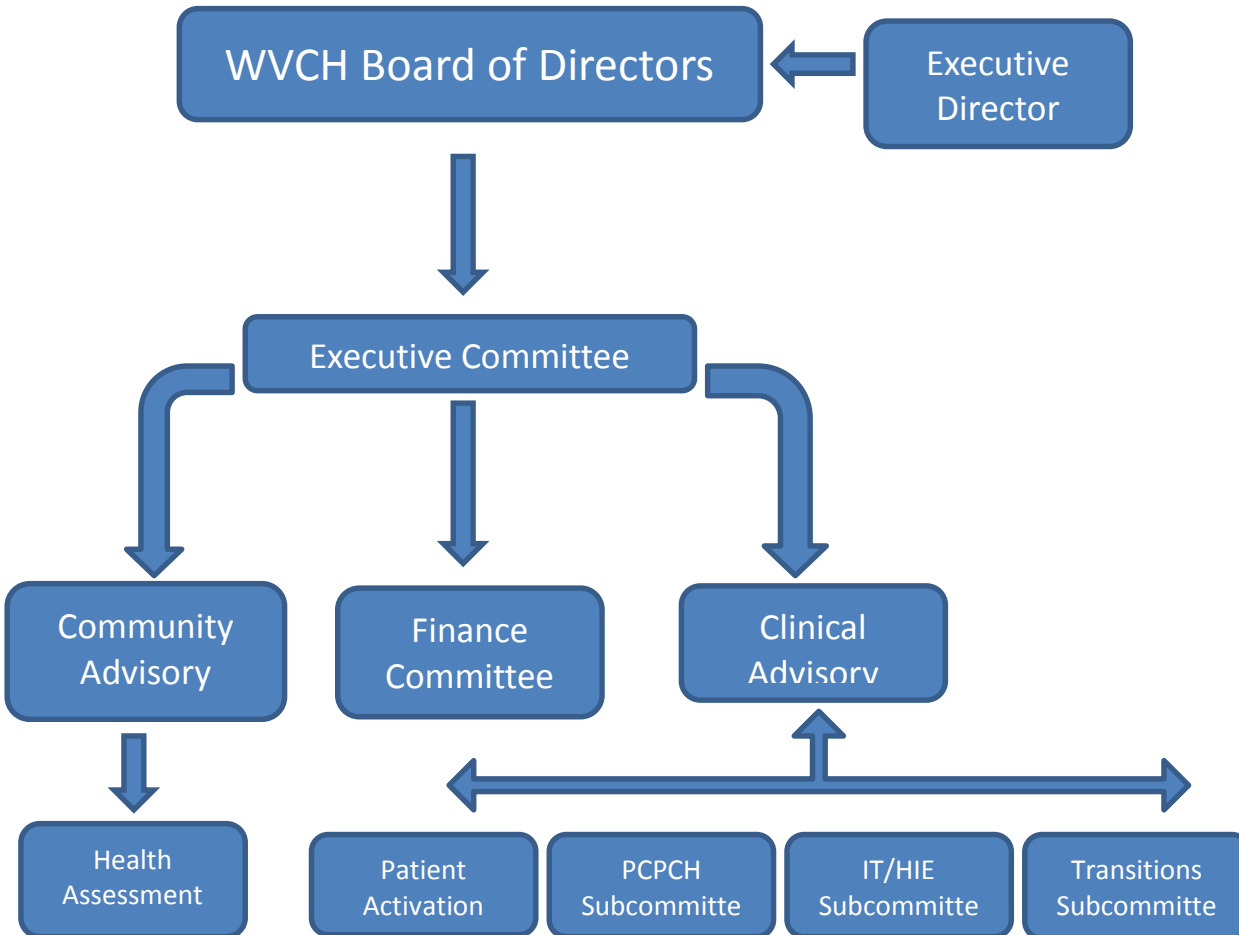 WVCH Board of Directors
Executive
Director
Executive Committee
Community
Advisory
Finance
Committee
Clinical
Advisory
Health
Assessment
Patient
Activation
PCPCH
Subcommitte
IT/HIE
Subcommitte
Transitions
Subcommitte